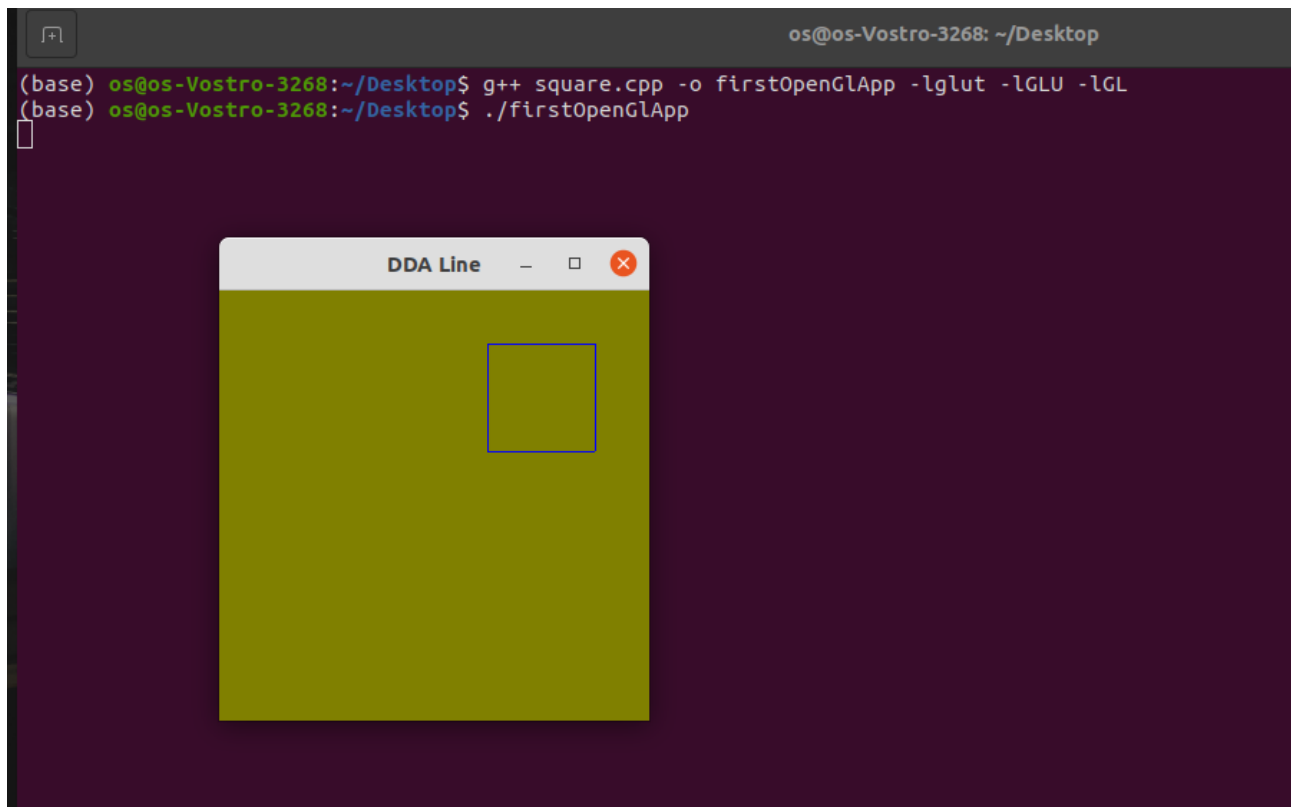 os@os-Vostro-3268: ~/Desktop
(base) os@os-Vostro-3268:~/Desktop$ g++ square.cpp -o firstOpenGlApp -lglut -lGLU -lGL
(base) os@os-Vostro-3268:~/Desktop$ ./firstOpenGlApp
DDA Line